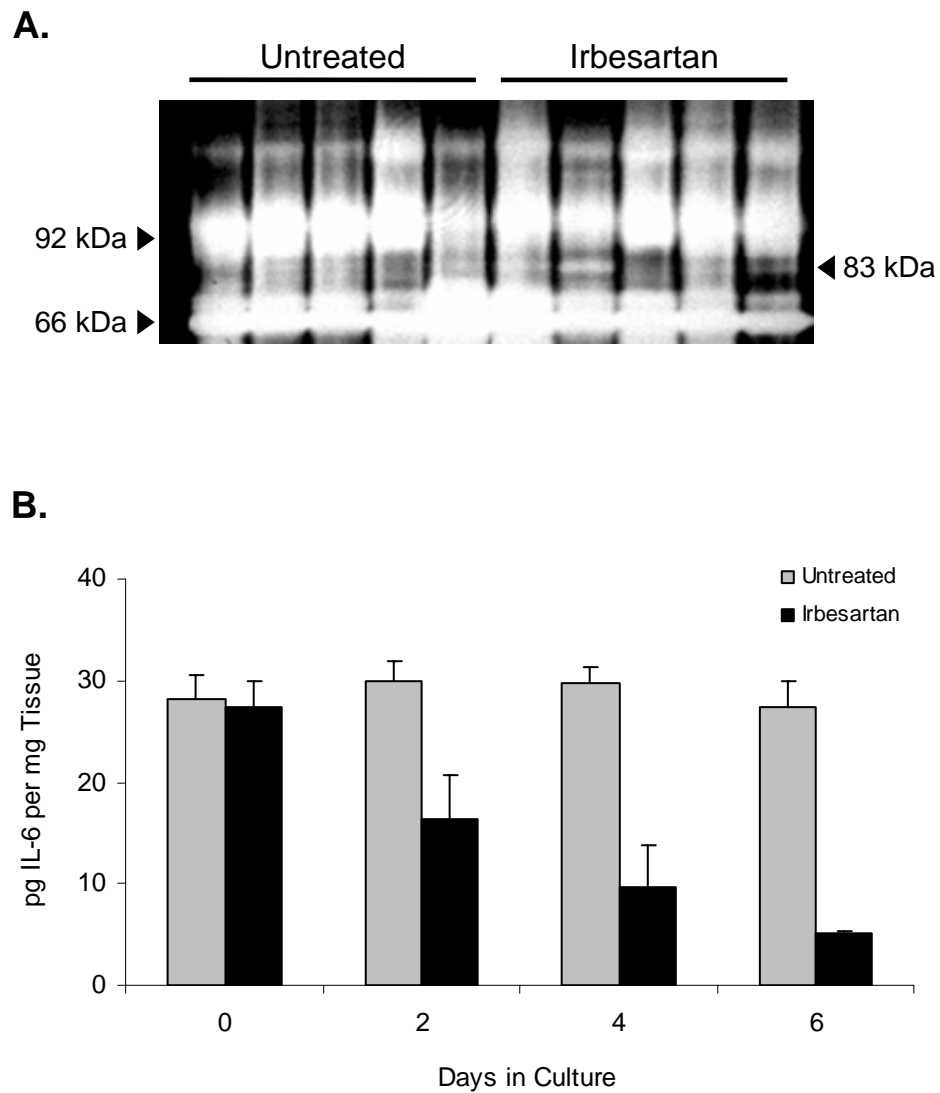 A.
Untreated Irbesartan
92 kDa
83 kDa
66 kDa
B.
40
Untreated
Irbesartan
30
20
10
0
pg IL-6 per mg Tissue
0 2 4 6
Days in Culture